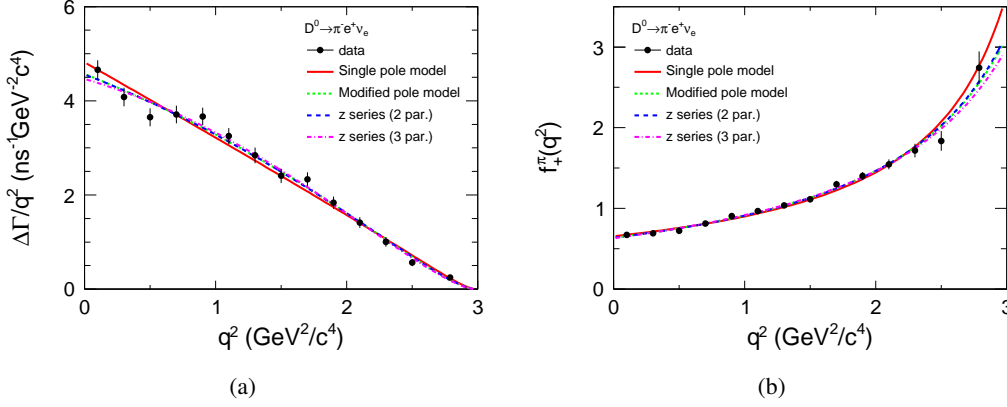 D⁰→π⁻e⁺νₑ
data
Single pole model
Modified pole model
z series (2 par.)
z series (3 par.)
ΔΓ/q² (ns⁻¹GeV⁻²c⁴)
6
4
2
0
0 1 2 3
q² (GeV²/c⁴)
(a)
D⁰→π⁻e⁺νₑ
data
Single pole model
Modified pole model
z series (2 par.)
z series (3 par.)
f₊^π(q²)
3
2
1
0
0 1 2 3
q² (GeV²/c⁴)
(b)